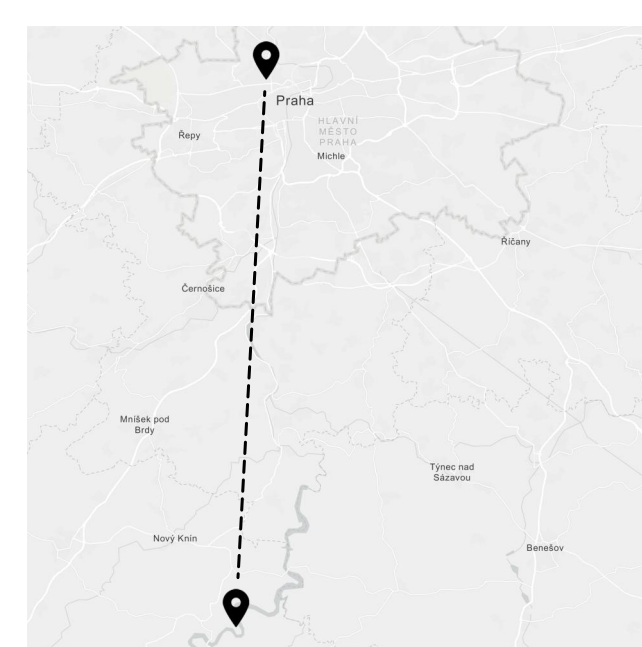 Praha
HLAVNÍ
MĚSTO
PRAHA
Řepy
Michle
Říčany
Černošice
Mníšek pod
Brdy
Týnec nad
Sázavou
Nový Knín
Benešov